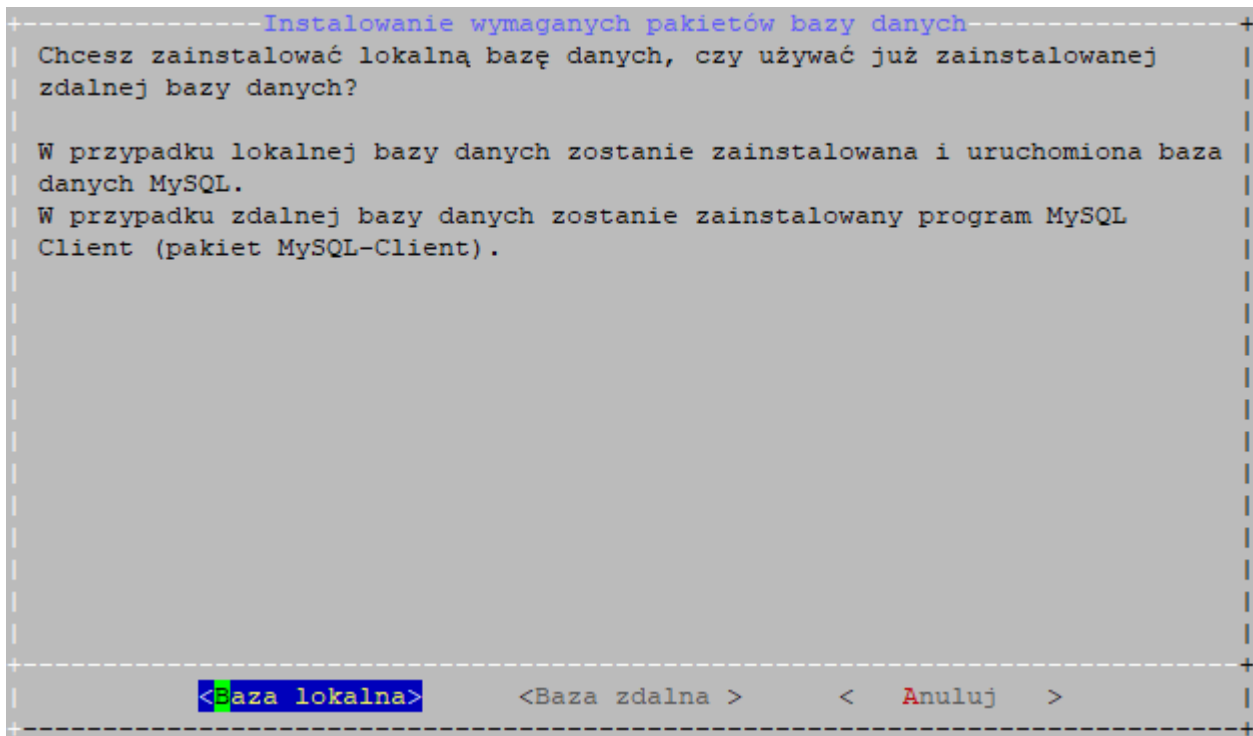 Instalowanie wymaganych pakietów bazy danych
Chcesz zainstalować lokalną bazę danych, czy używać już zainstalowanej
zdalnej bazy danych?
W przypadku lokalnej bazy danych zostanie zainstalowana i uruchomiona baza
danych MySQL.
W przypadku zdalnej bazy danych zostanie zainstalowany program MySQL
Client (pakiet MySQL-Client).
<Baza lokalna> <Baza zdalna > < Anuluj >